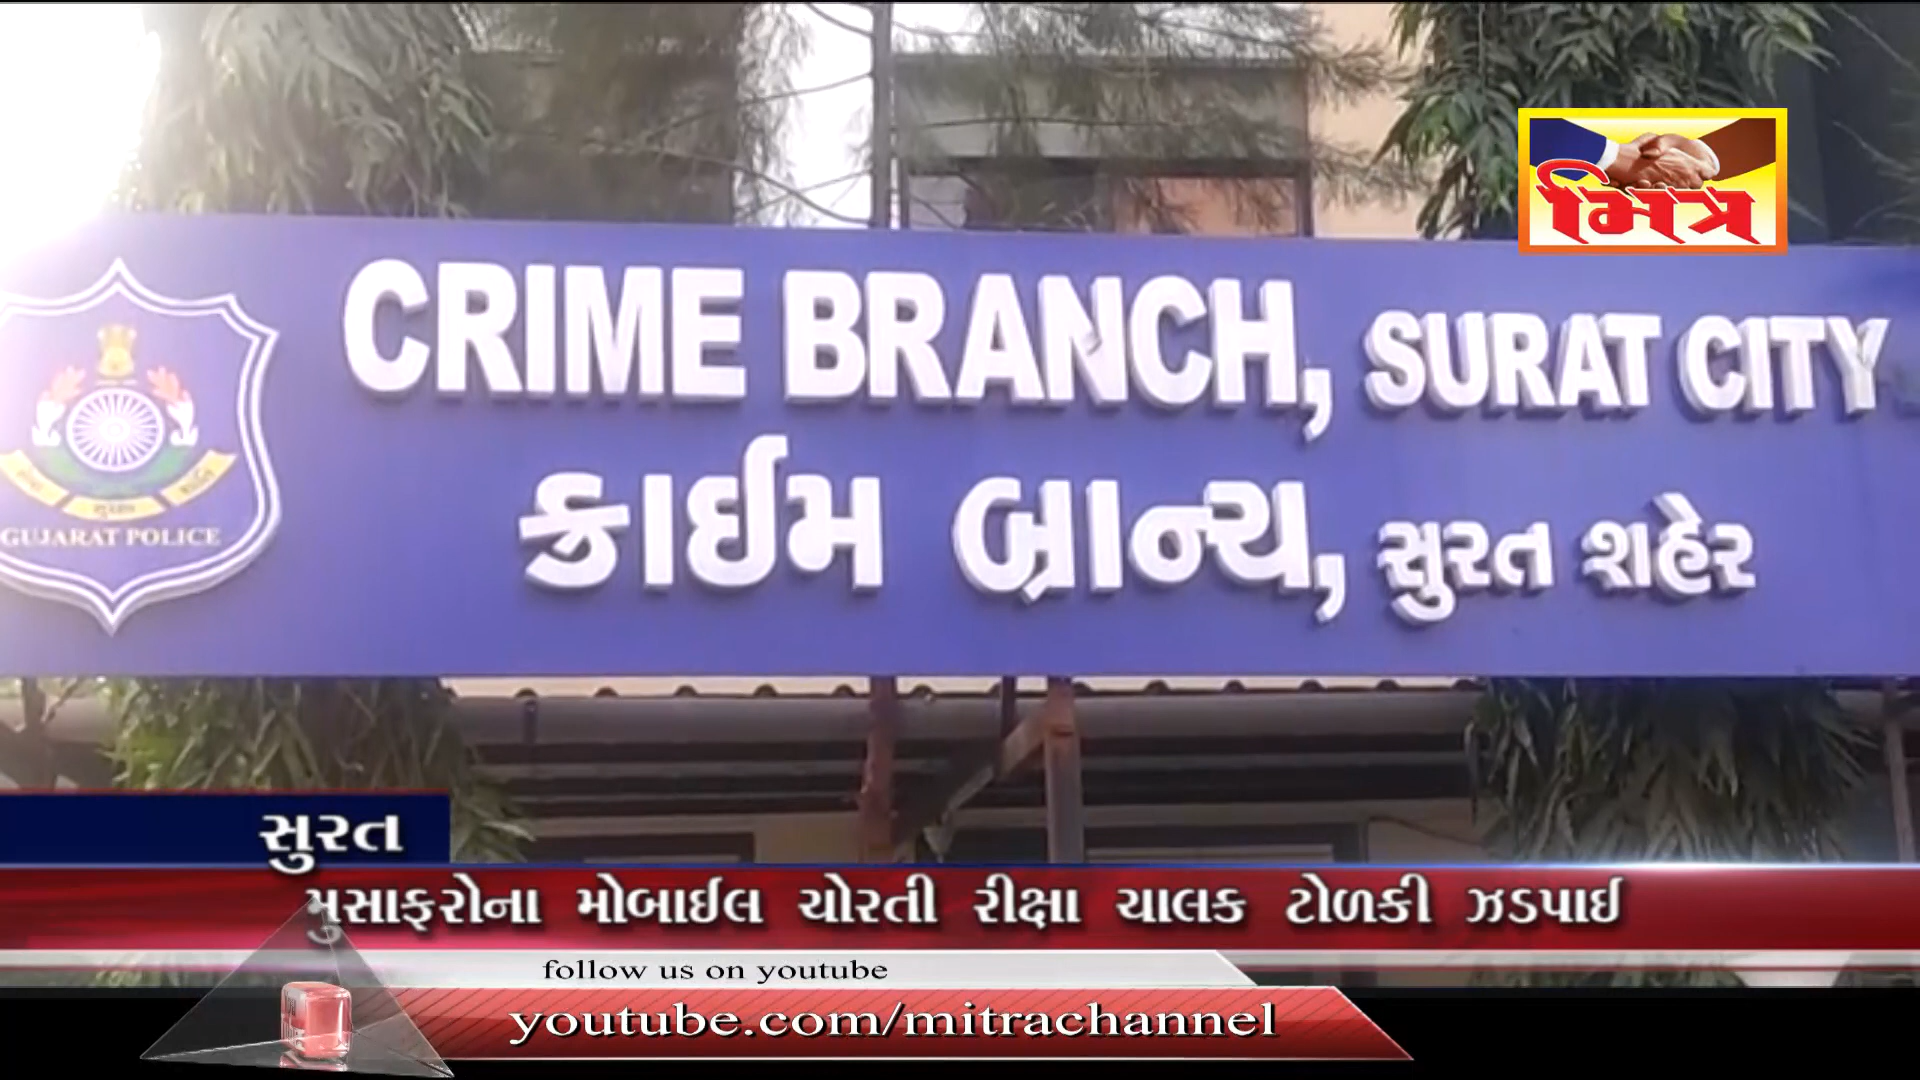 મિત્ર
CRIME BRANCH, SURAT CITY
ક્રાઈમ બ્રાન્ચ, સુરત શહેર
GUJARAT POLICE
સુરત
મુસાફરોના મોબાઈલ ચોરતી રીક્ષા ચાલક ટોળકી ઝડપાઈ
follow us on youtube
youtube.com/mitrachannel